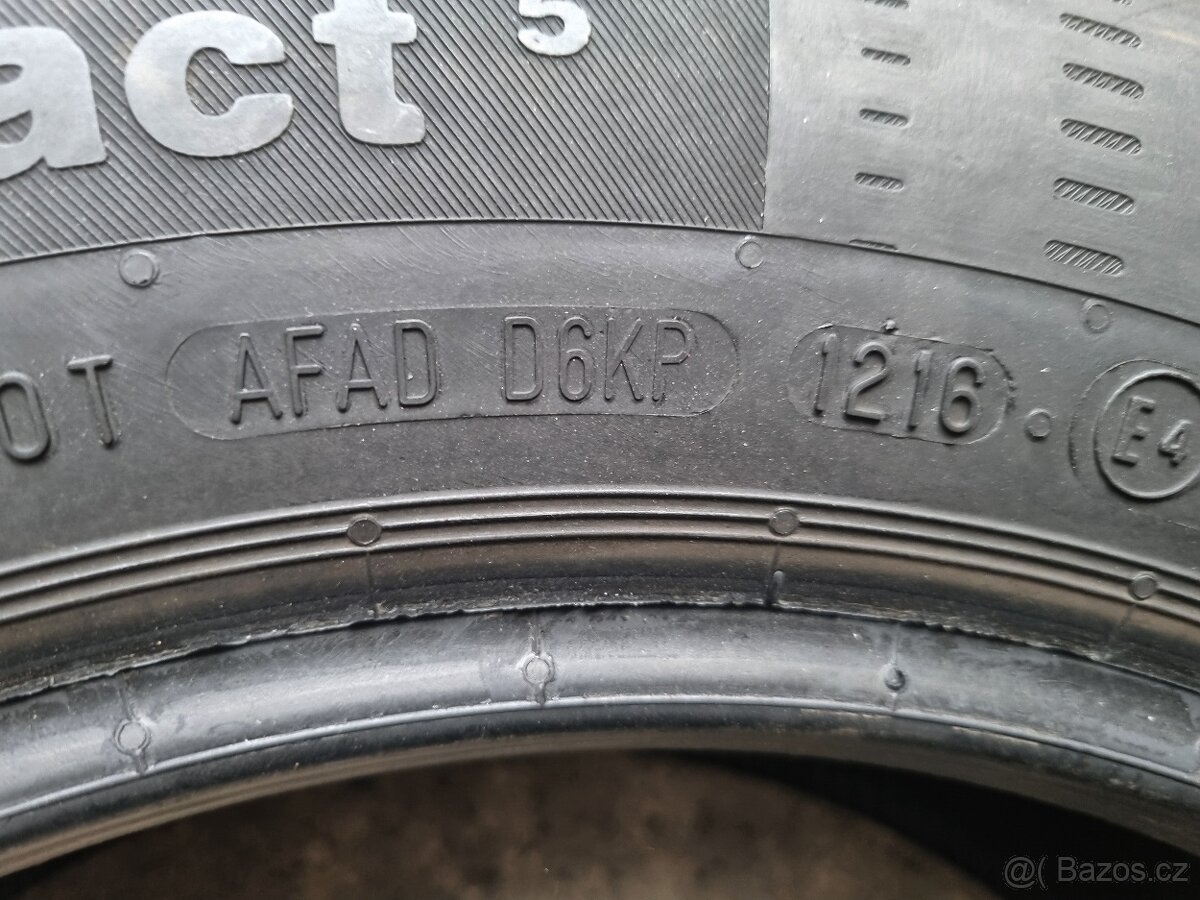 act 5
OT AFAD D6KP 1216 E4
@( Bazos.cz